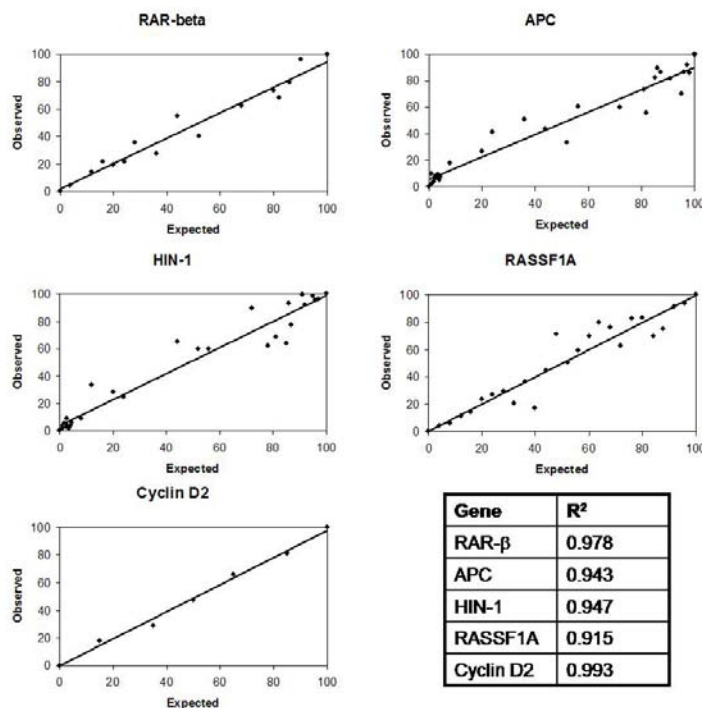 RAR-beta
100
80
60
40
20
0
Observed
0 20 40 60 80 100
Expected
APC
100
80
60
40
20
0
Observed
0 20 40 60 80 100
Expected
HIN-1
100
80
60
40
20
0
Observed
0 20 40 60 80 100
Expected
RASSF1A
100
80
60
40
20
0
Observed
0 20 40 60 80 100
Expected
Cyclin D2
100
80
60
40
20
0
Observed
0 20 40 60 80 100
Expected
Gene R²
RAR-β 0.978
APC 0.943
HIN-1 0.947
RASSF1A 0.915
Cyclin D2 0.993